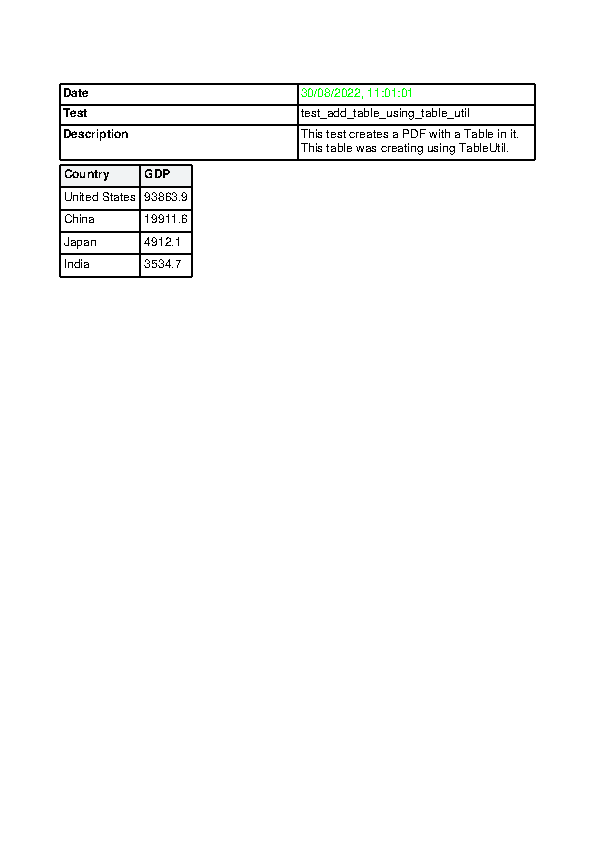 Date 30/08/2022, 11:01:01
Test test_add_table_using_table_util
Description This test creates a PDF with a Table in it.
This table was creating using TableUtil.
Country GDP
United States 93863.9
China 19911.6
Japan 4912.1
India 3534.7